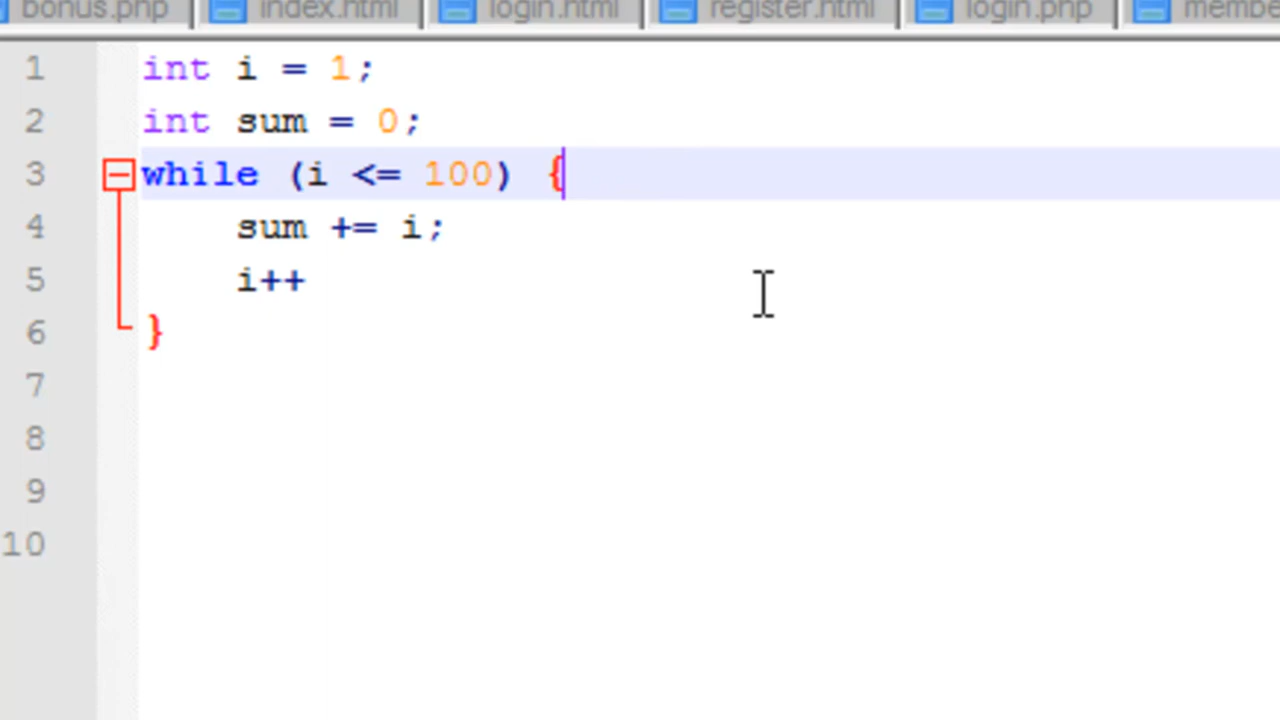 bonus.php index.html login.html register.html login.php
1 int i = 1;
2 int sum = 0;
3 while (i <= 100) {
4 sum += i;
5 i++
6 }
7
8
9
10